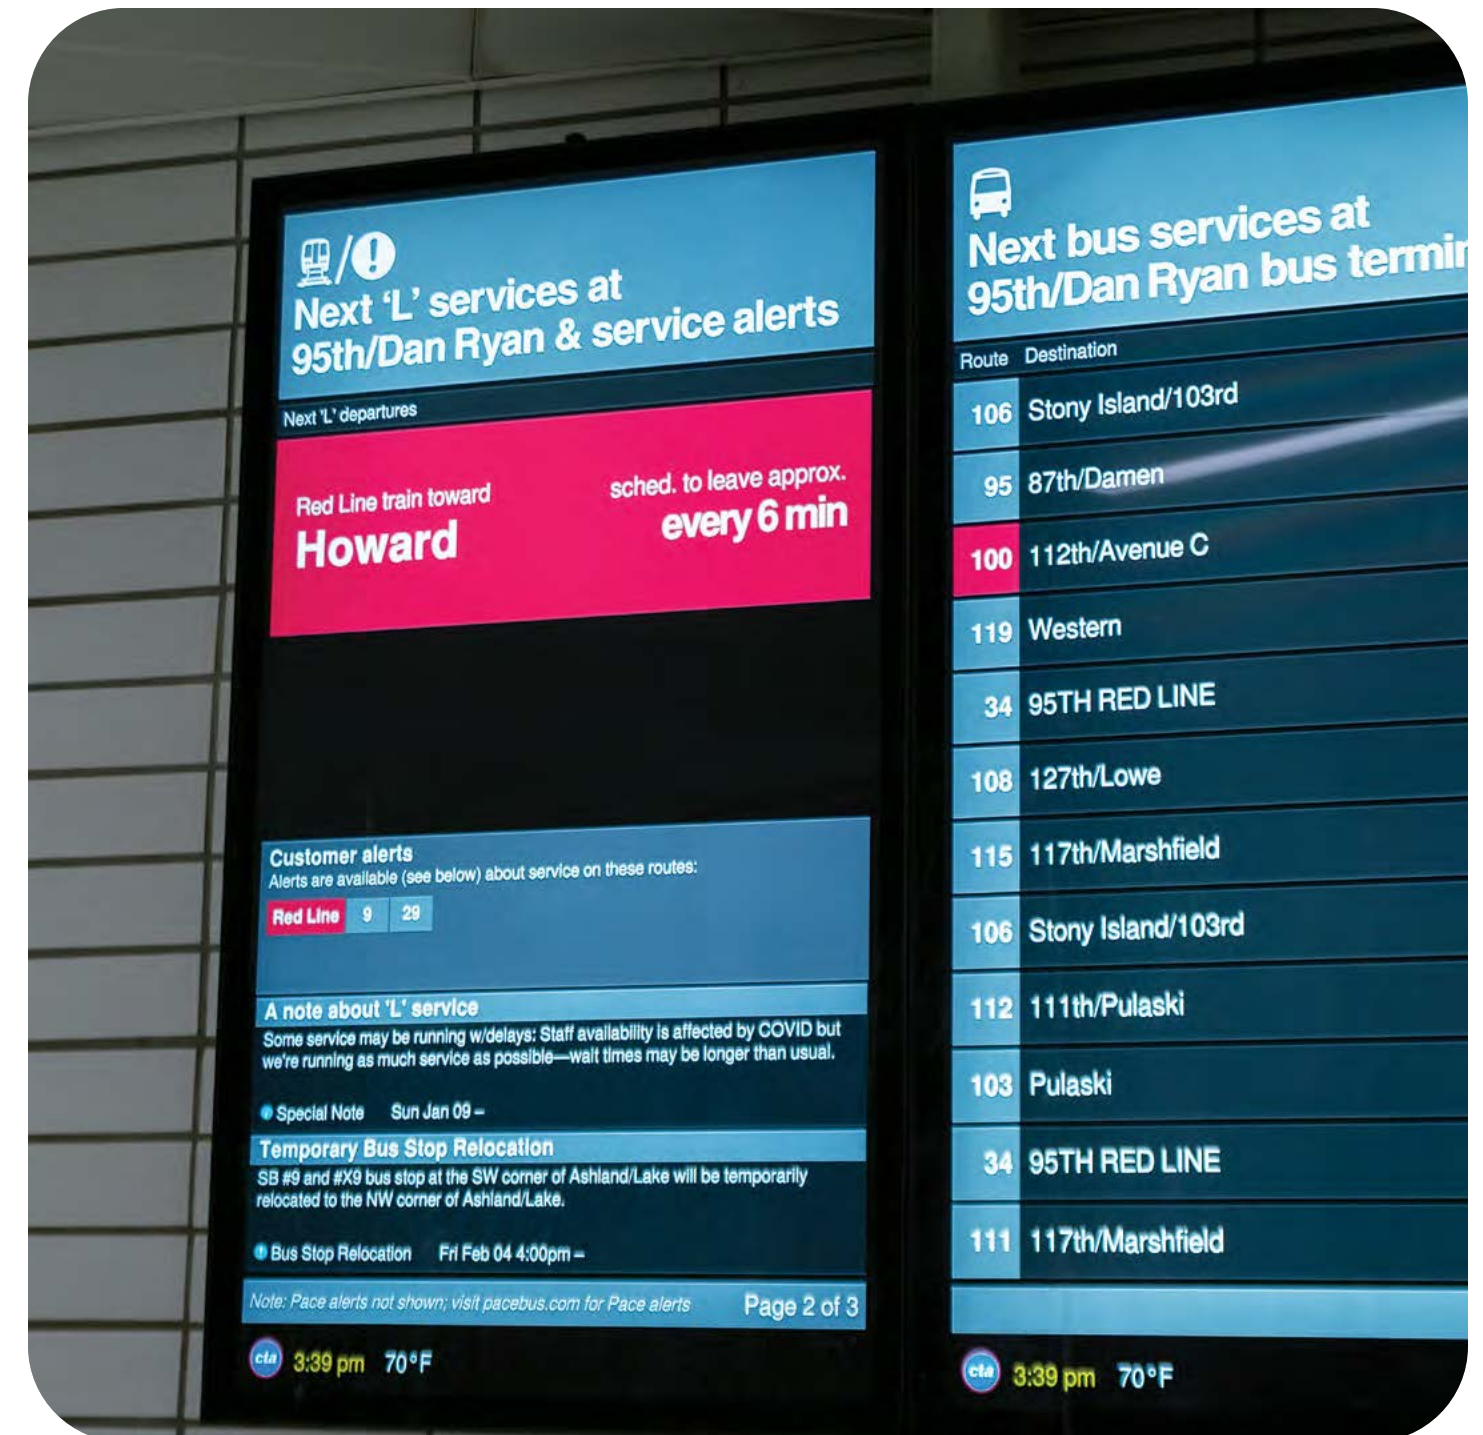 Next 'L' services at
95th/Dan Ryan & service alerts
Next 'L' departures
Red Line train toward
Howard
sched. to leave approx.
every 6 min
Customer alerts
Alerts are available (see below) about service on these routes:
Red Line 9 29
A note about 'L' service
Some service may be running w/delays: Staff availability is affected by COVID but
we're running as much service as possible—wait times may be longer than usual.
Special Note Sun Jan 09 –
Temporary Bus Stop Relocation
SB #9 and #X9 bus stop at the SW corner of Ashland/Lake will be temporarily
relocated to the NW corner of Ashland/Lake.
Bus Stop Relocation Fri Feb 04 4:00pm –
Note: Pace alerts not shown; visit pacebus.com for Pace alerts Page 2 of 3
cta 3:39 pm 70°F
Next bus services at
95th/Dan Ryan bus termin
Route Destination
106 Stony Island/103rd
95 87th/Damen
100 112th/Avenue C
119 Western
34 95TH RED LINE
108 127th/Lowe
115 117th/Marshfield
106 Stony Island/103rd
112 111th/Pulaski
103 Pulaski
34 95TH RED LINE
111 117th/Marshfield
cta 3:39 pm 70°F